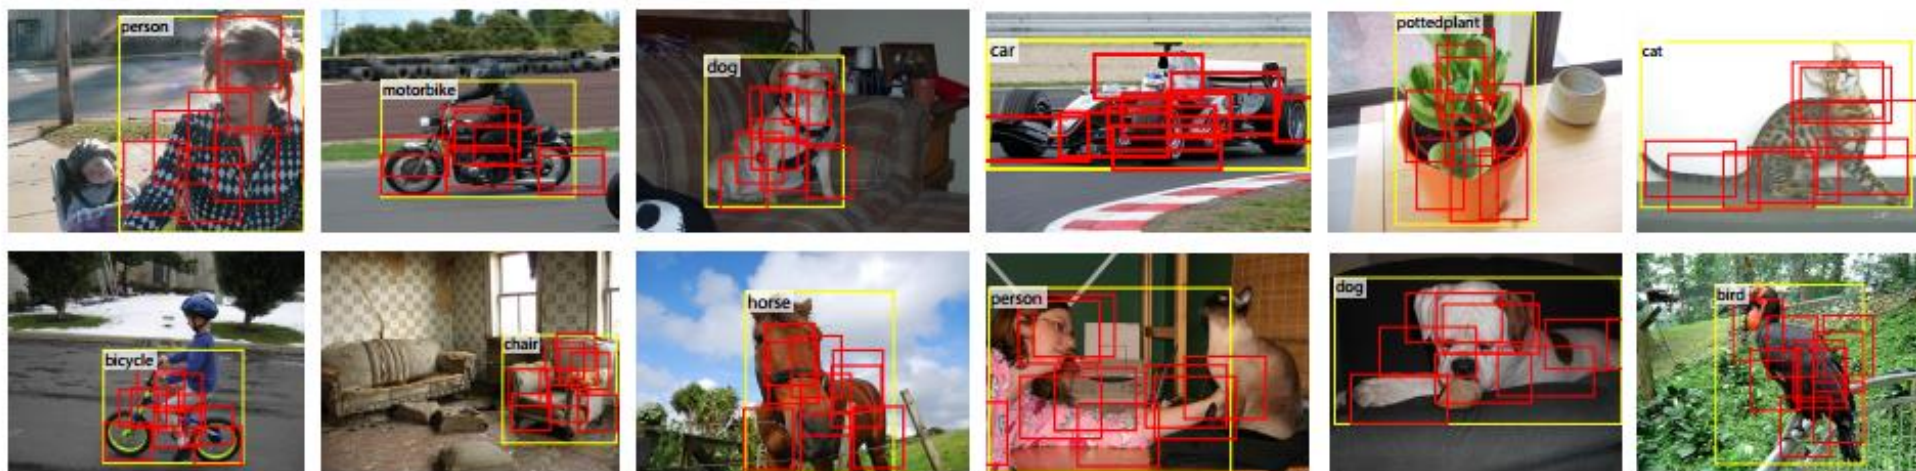 person
motorbike
dog
car
pottedplant
cat
bicycle
chair
horse
person
dog
bird